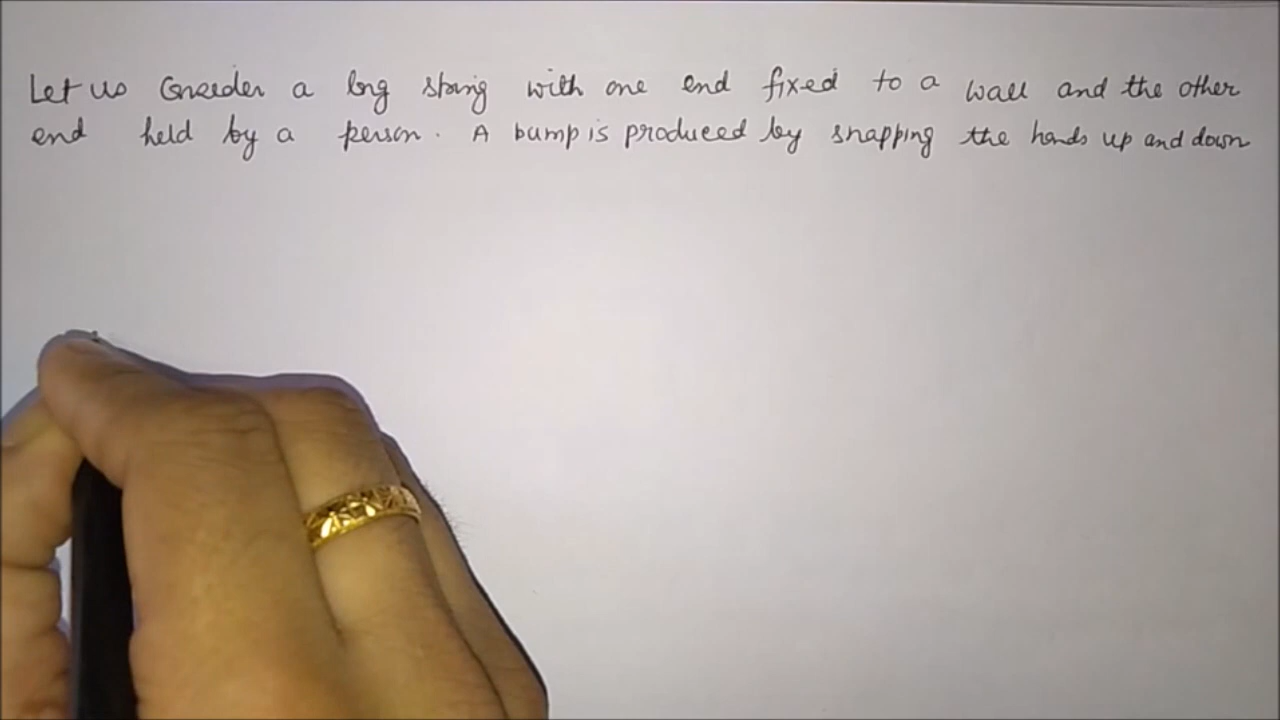 Let us Consider a long string with one end fixed to a wall and the other
end held by a person. A bump is produced by snapping the hands up and down